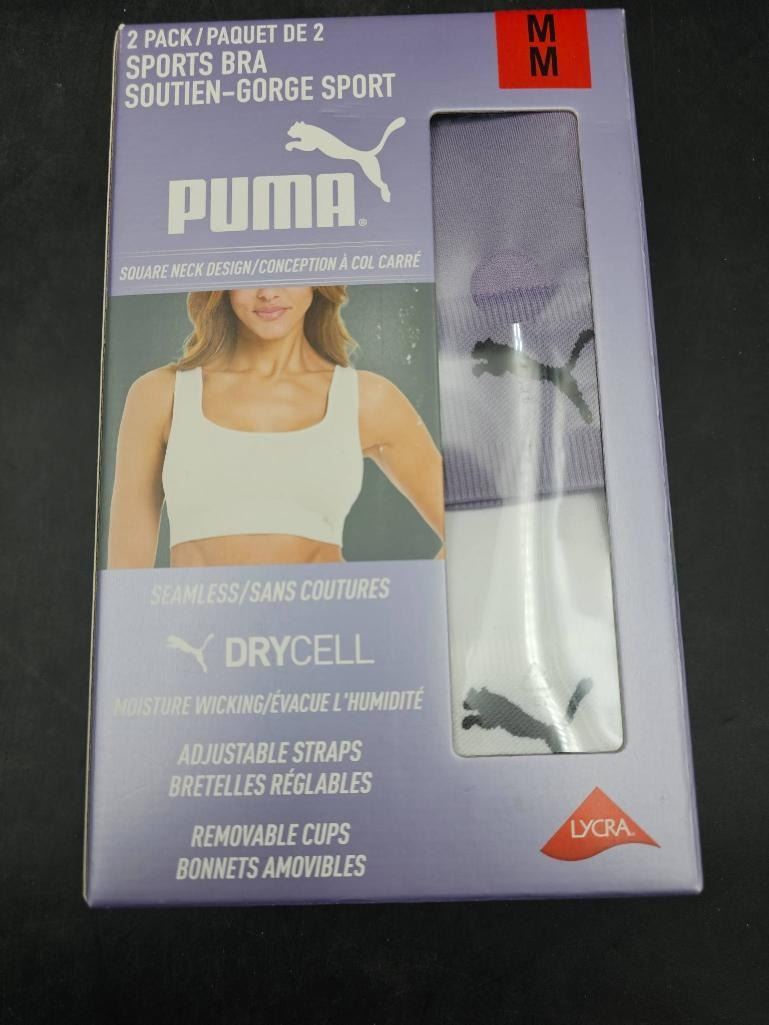 2 PACK/PAQUET DE 2
SPORTS BRA
SOUTIEN-GORGE SPORT
M
M
PUMA®
SQUARE NECK DESIGN/CONCEPTION À COL CARRÉ
SEAMLESS/SANS COUTURES
DRYCELL
MOISTURE WICKING/ÉVACUE L'HUMIDITÉ
ADJUSTABLE STRAPS
BRETELLES RÉGLABLES
REMOVABLE CUPS
BONNETS AMOVIBLES
LYCRA™